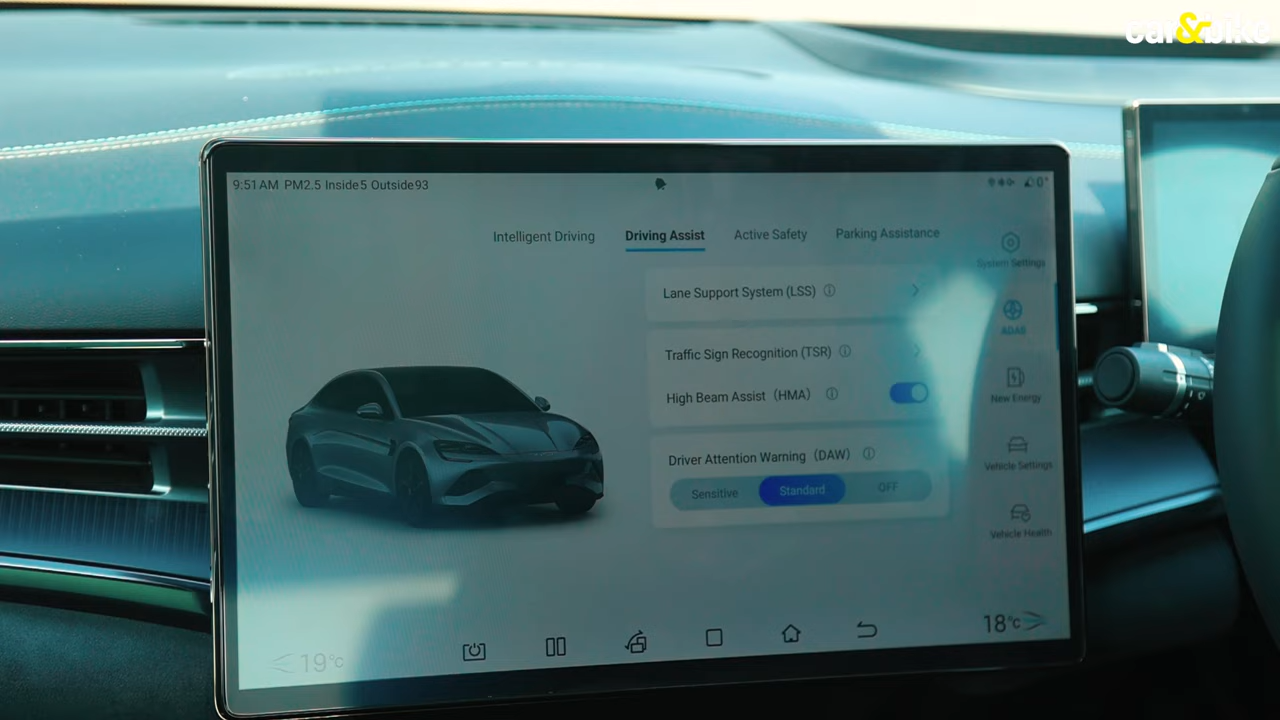 car&bike
9:51 AM PM2.5 Inside5 Outside93
Intelligent Driving
Driving Assist
Active Safety
Parking Assistance
System Settings
Lane Support System (LSS)
ADAS
Traffic Sign Recognition (TSR)
High Beam Assist (HMA)
New Energy
Driver Attention Warning (DAW)
Vehicle Settings
Sensitive
Standard
OFF
Vehicle Health
19°C
18°C